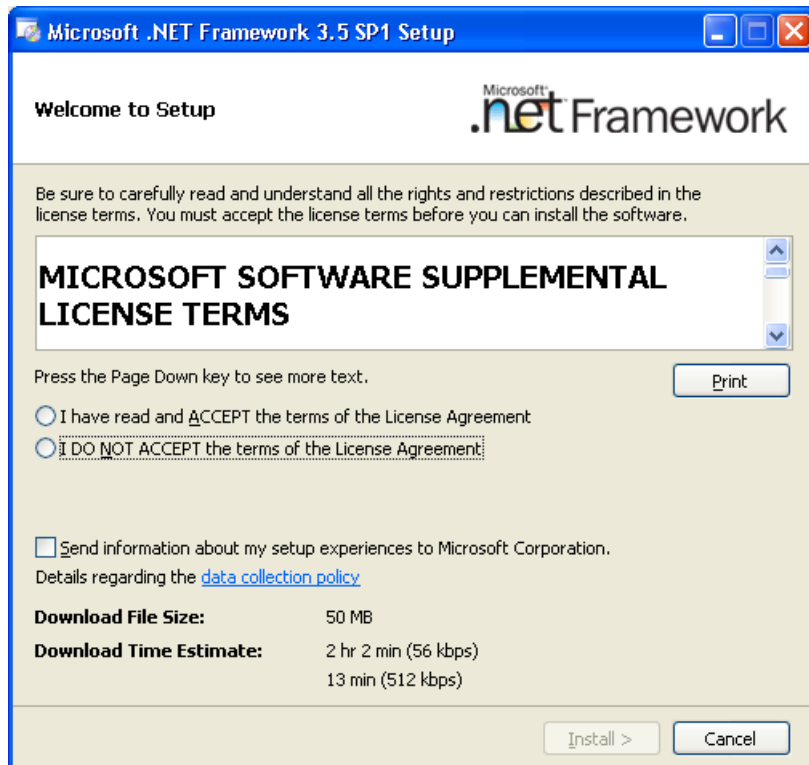 Microsoft .NET Framework 3.5 SP1 Setup
Welcome to Setup
Microsoft
.net Framework
Be sure to carefully read and understand all the rights and restrictions described in the
license terms. You must accept the license terms before you can install the software.
MICROSOFT SOFTWARE SUPPLEMENTAL
LICENSE TERMS
Press the Page Down key to see more text.
Print
I have read and ACCEPT the terms of the License Agreement
I DO NOT ACCEPT the terms of the License Agreement
Send information about my setup experiences to Microsoft Corporation.
Details regarding the data collection policy
Download File Size: 50 MB
Download Time Estimate: 2 hr 2 min (56 kbps)
13 min (512 kbps)
Install > Cancel